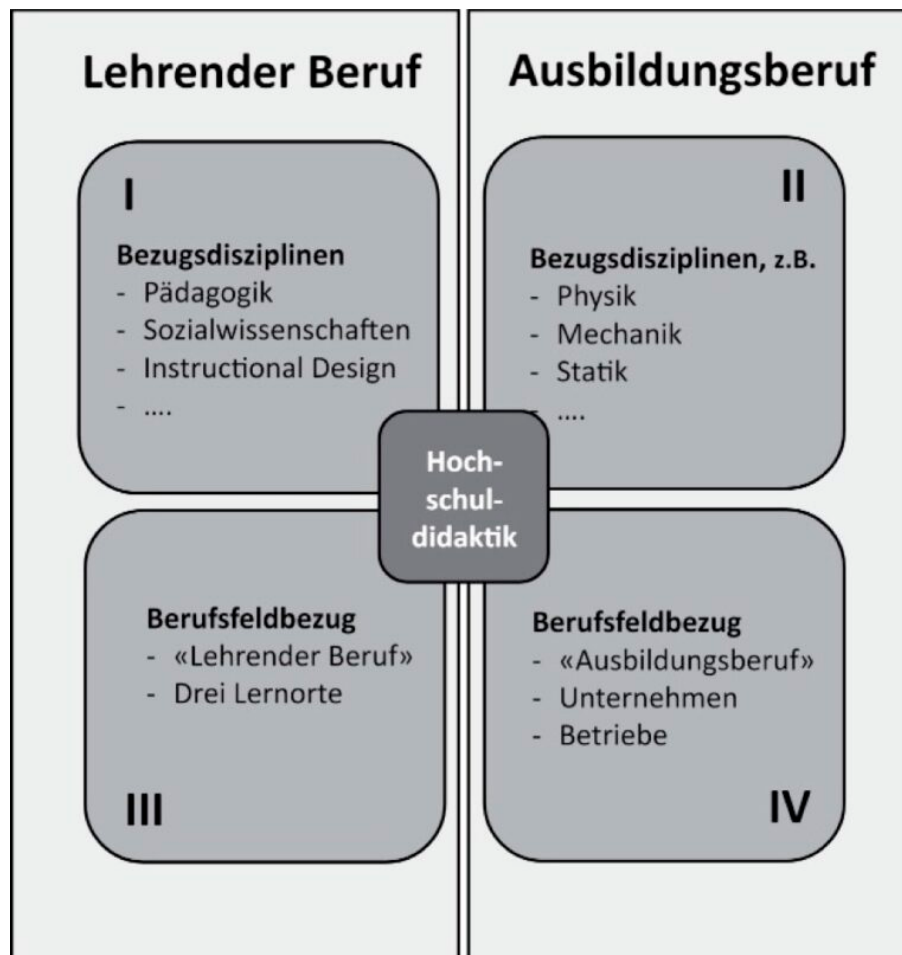 Lehrender Beruf
I
Bezugsdisziplinen
- Pädagogik
- Sozialwissenschaften
- Instructional Design
- ....
Ausbildungsberuf
II
Bezugsdisziplinen, z.B.
- Physik
- Mechanik
- Statik
- ....
Hoch-
schul-
didaktik
Berufsfeldbezug
- «Lehrender Beruf»
- Drei Lernorte
III
Berufsfeldbezug
- «Ausbildungsberuf»
- Unternehmen
- Betriebe
IV